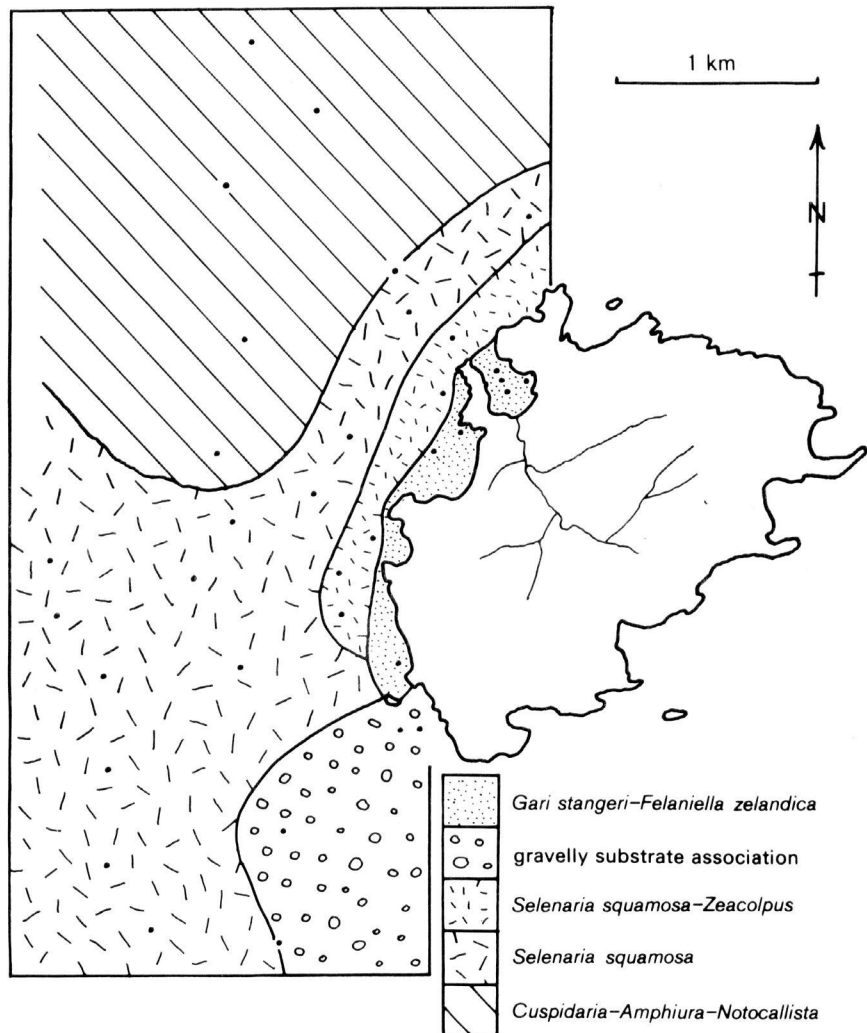 1 km
N
Gari stangeri–Felaniella zelandica
gravelly substrate association
Selenaria squamosa–Zeacolpus
Selenaria squamosa
Cuspidaria–Amphiura–Notocallista